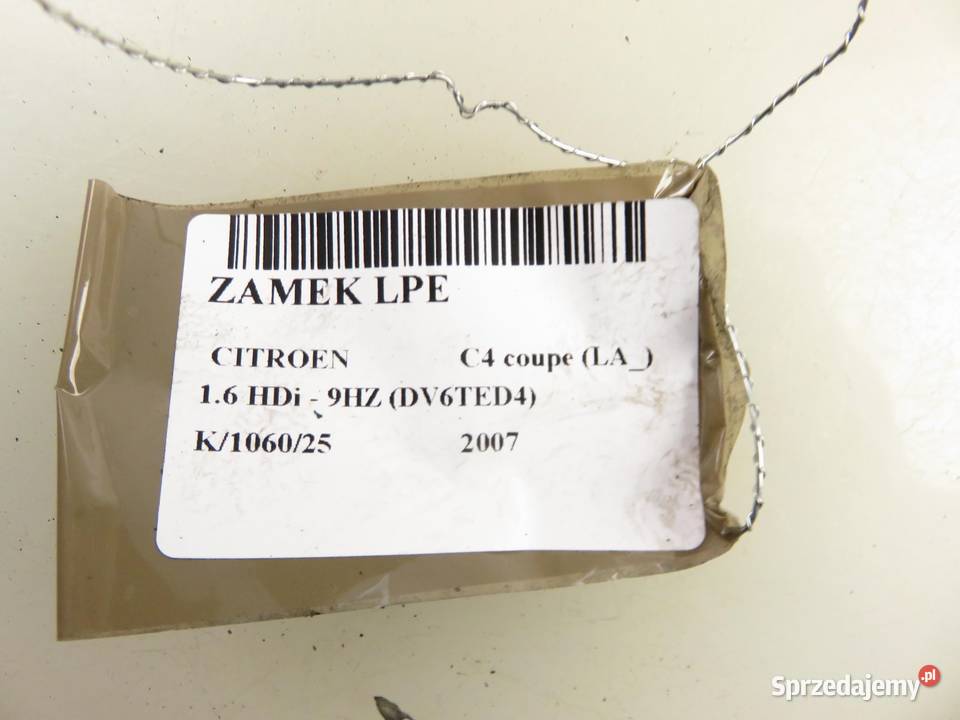 ZAMEK LPE
CITROEN C4 coupe (LA_)
1.6 HDi - 9HZ (DV6TED4)
K/1060/25 2007
Sprzedajemy.pl